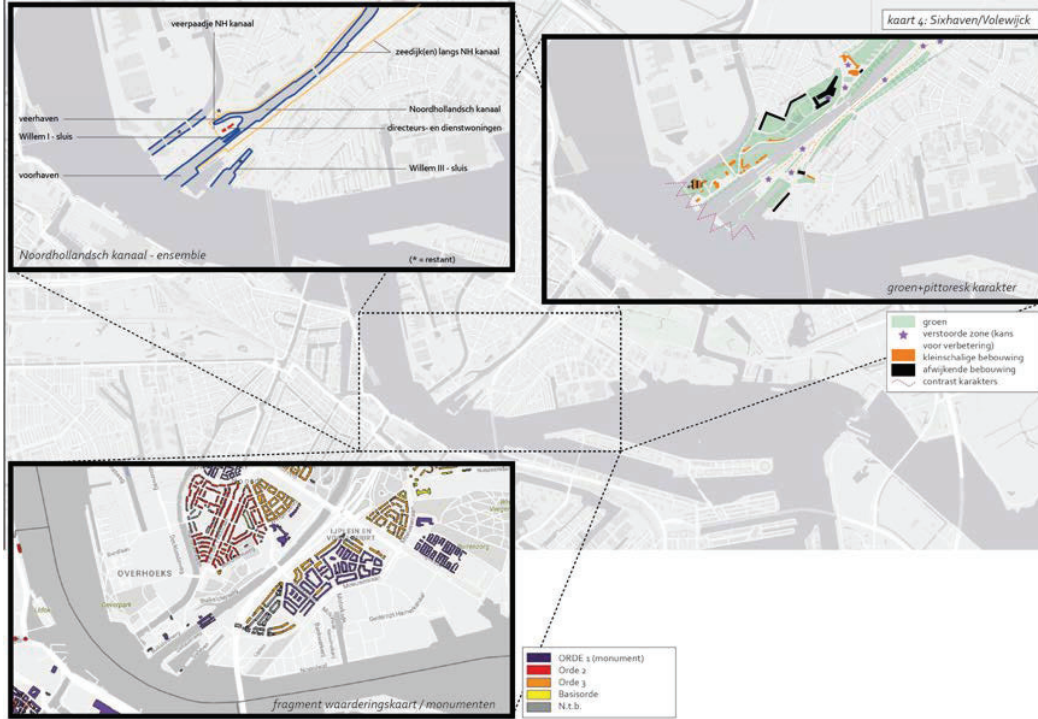 veerpaadje NH kanaal
zeedijk(en) langs NH kanaal
Noordhollandsch kanaal
veerhaven
directeurs- en dienstwoningen
Willem I - sluis
Willem III - sluis
voorhaven
Noordhollandsch kanaal - ensemble
(* = restant)
kaart 4: Sixhaven/Volewijck
groen+pittoresk karakter
groen
verstoorde zone (kans
voor verbetering)
kleinschalige bebouwing
afwijkende bebouwing
contrast karakters
IJPLEIN EN
OVERHOEKS
fragment waarderingskaart / monumenten
ORDE 1 (monument)
Orde 2
Orde 3
Basisorde
N.t.b.